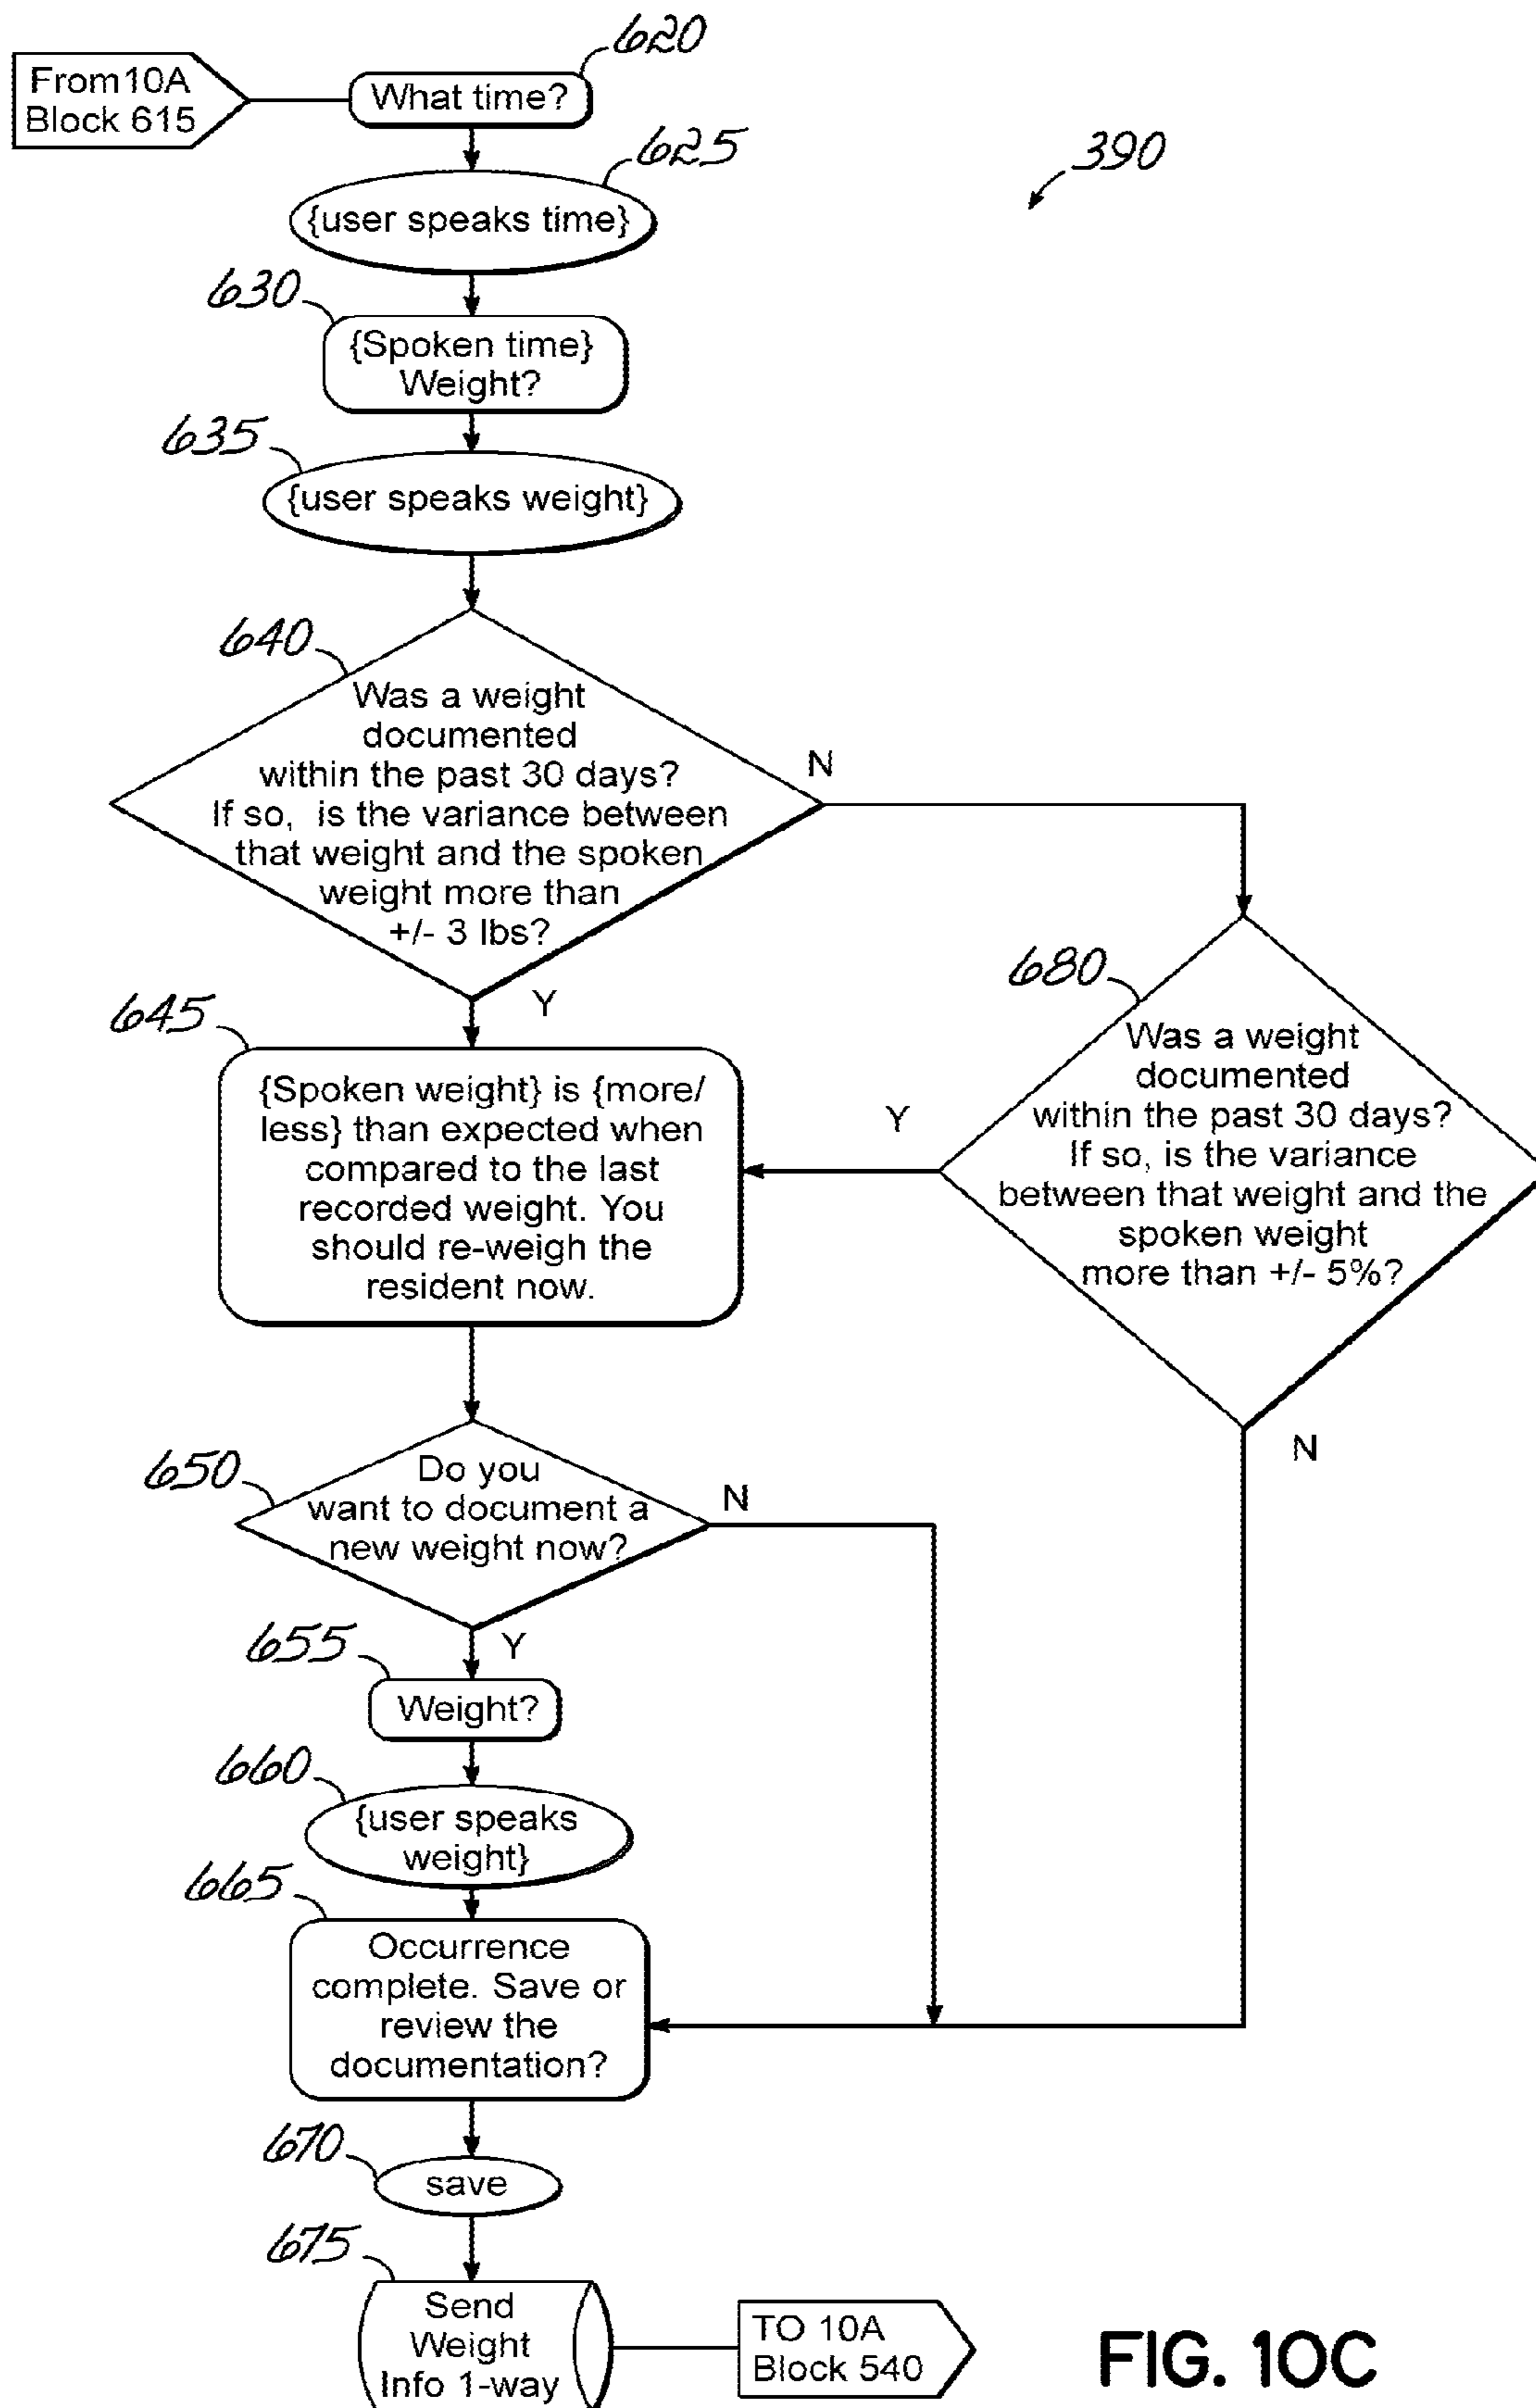 620
From10A
Block 615
What time?
625
390
{user speaks time}
630
{Spoken time}
Weight?
635
{user speaks weight}
640
Was a weight
documented
within the past 30 days?
If so, is the variance between
that weight and the spoken
weight more than
+/- 3 lbs?
N
Y
680
Was a weight
documented
within the past 30 days?
If so, is the variance
between that weight and the
spoken weight
more than +/- 5%?
Y
N
645
{Spoken weight} is {more/
less} than expected when
compared to the last
recorded weight. You
should re-weigh the
resident now.
650
Do you
want to document a
new weight now?
N
Y
655
Weight?
660
{user speaks
weight}
665
Occurrence
complete. Save or
review the
documentation?
670
save
675
Send
Weight
Info 1-way
TO 10A
Block 540
FIG. 10C